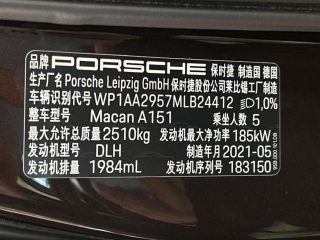 品牌 PORSCHE 保时捷 制造国 德国
生产厂名 Porsche Leipzig GmbH 保时捷股份公司莱比锡工厂制造
车辆识别代号 WP1AA2957MLB24412 1,0%
整车型号 Macan A151 乘坐人数 5
最大允许总质量 2510kg 发动机最大净功率 185kW
发动机型号 DLH 制造年月 2021-05
发动机排量 1984mL 发动机序列号 183150